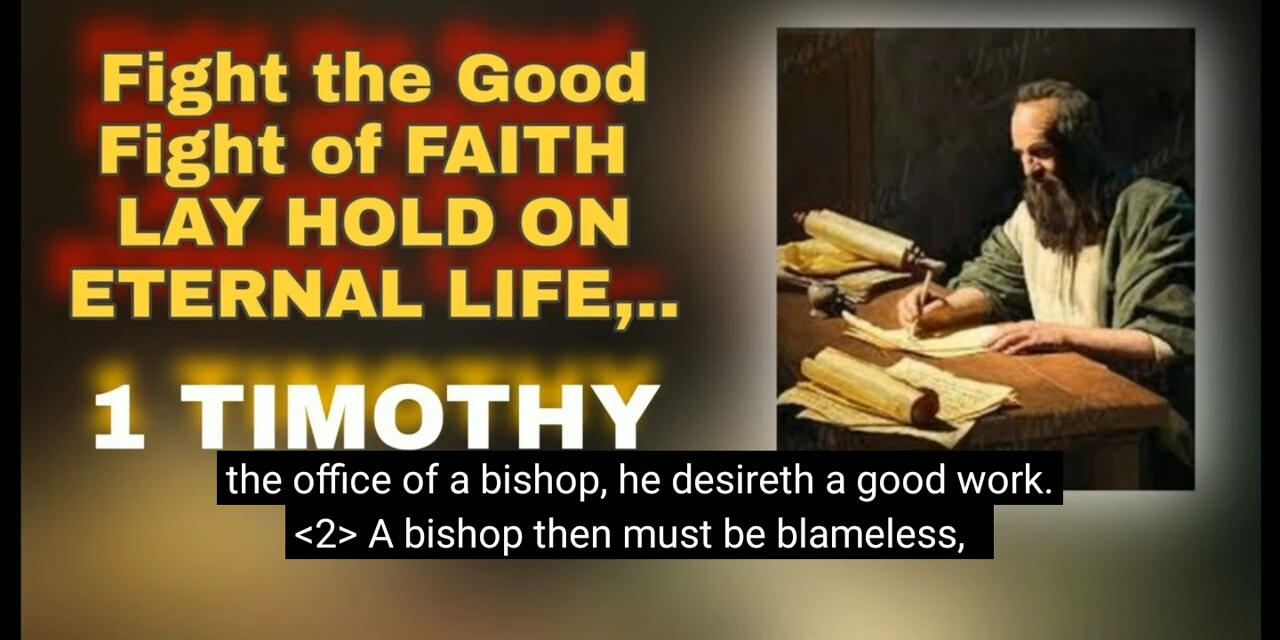 Fight the Good
Fight of FAITH
LAY HOLD ON
ETERNAL LIFE,..
1 TIMOTHY
the office of a bishop, he desireth a good work.
<2> A bishop then must be blameless,